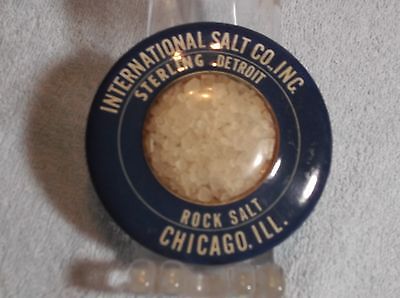 INTERNATIONAL SALT CO., INC.
STERLING DETROIT
ROCK SALT
CHICAGO, ILL.